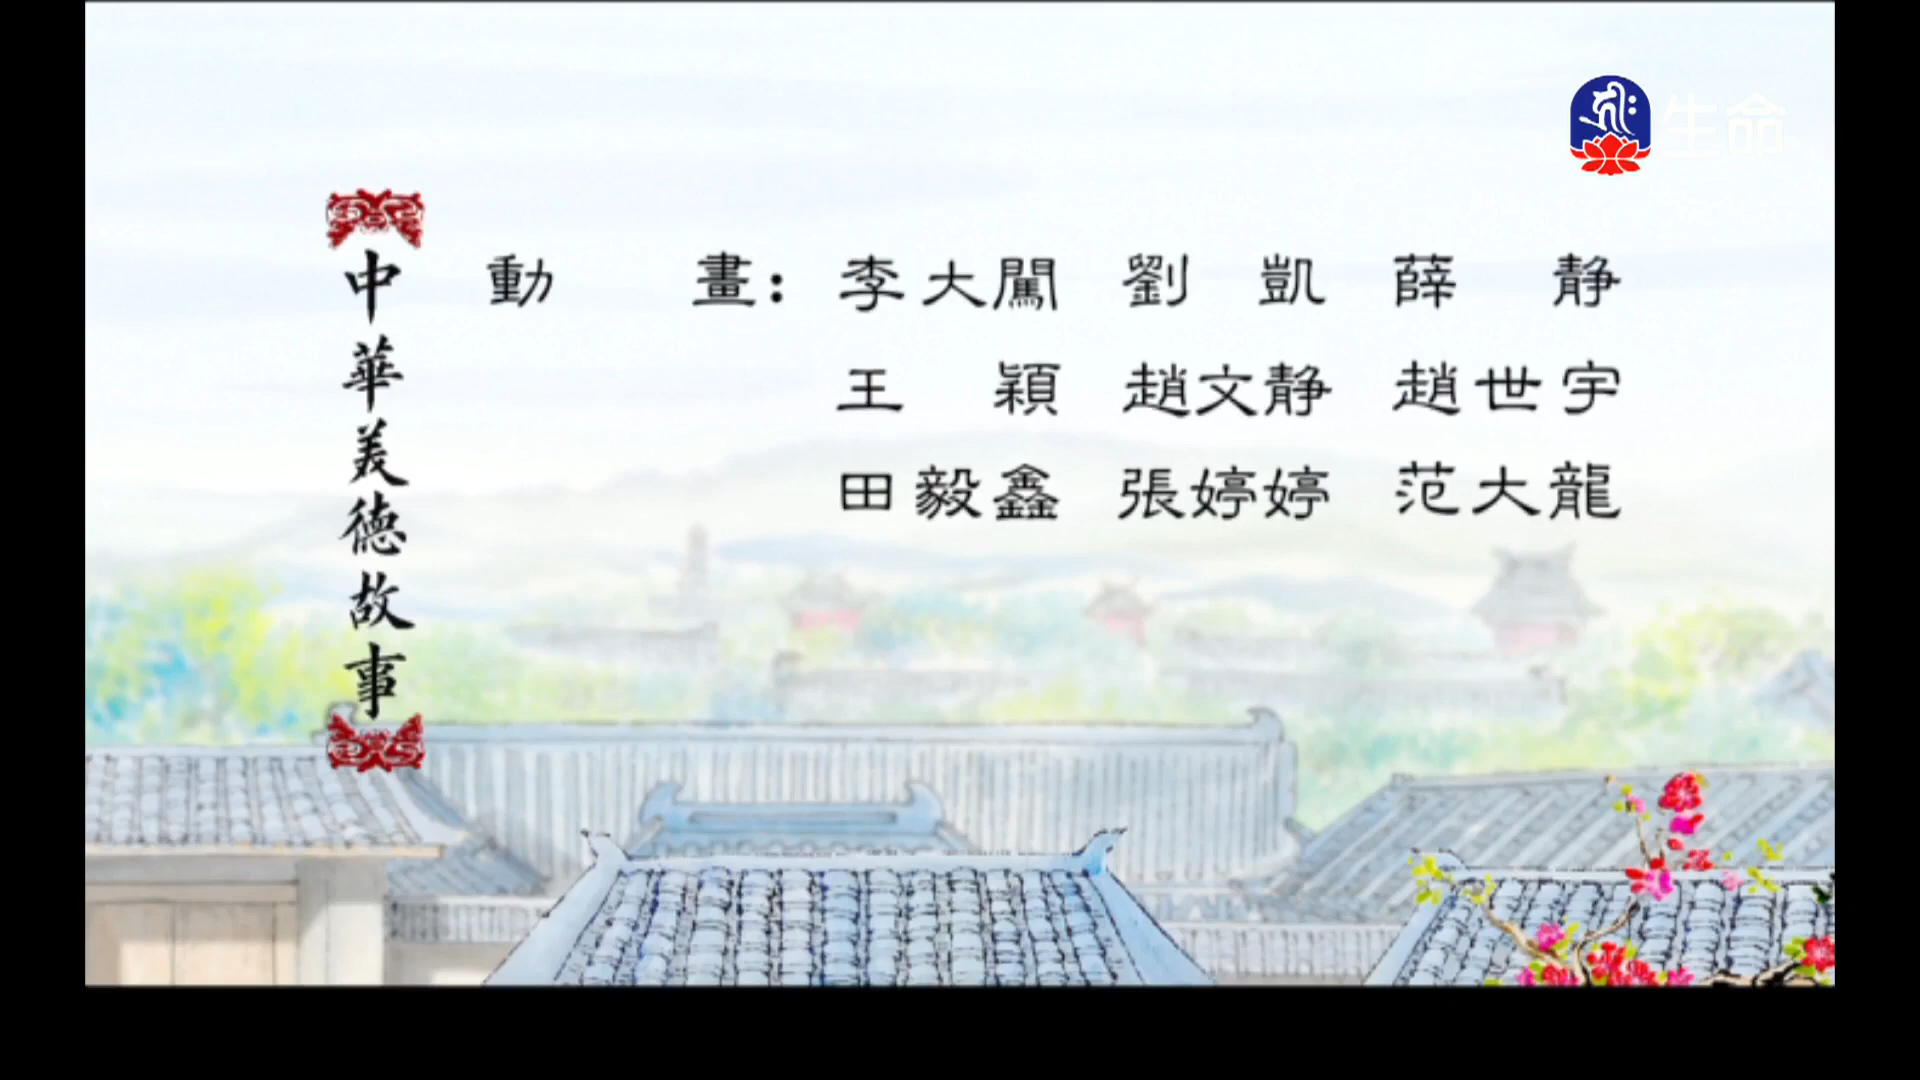 生命
中華美德故事
動畫：李大闖 劉凱 薛静
王穎 趙文静 趙世宇
田毅鑫 張婷婷 范大龍